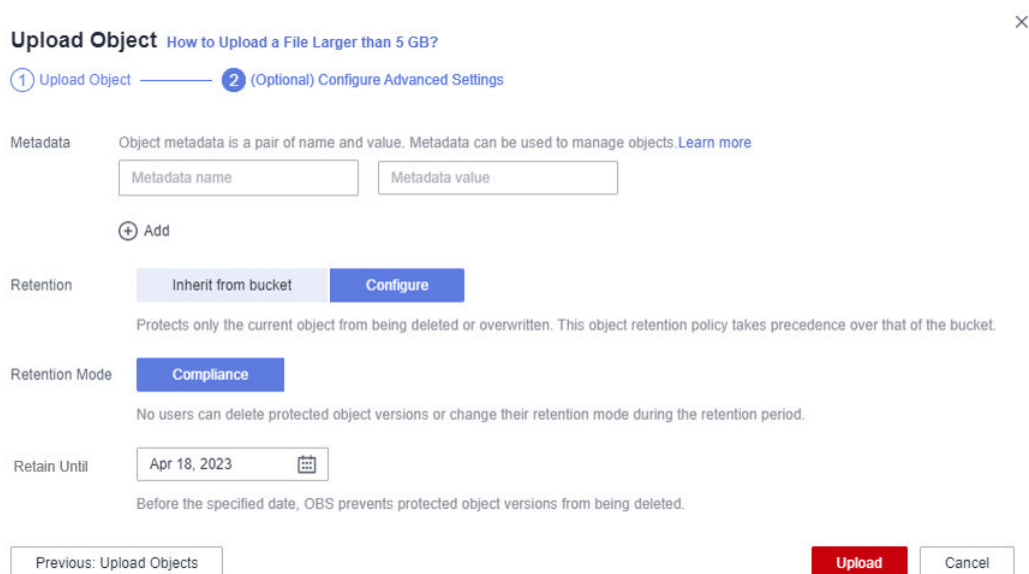 Upload Object How to Upload a File Larger than 5 GB?
1 Upload Object 2 (Optional) Configure Advanced Settings
Metadata Object metadata is a pair of name and value. Metadata can be used to manage objects.Learn more
Metadata name Metadata value
Add
Retention Inherit from bucket Configure
Protects only the current object from being deleted or overwritten. This object retention policy takes precedence over that of the bucket.
Retention Mode Compliance
No users can delete protected object versions or change their retention mode during the retention period.
Retain Until Apr 18, 2023
Before the specified date, OBS prevents protected object versions from being deleted.
Previous: Upload Objects Upload Cancel